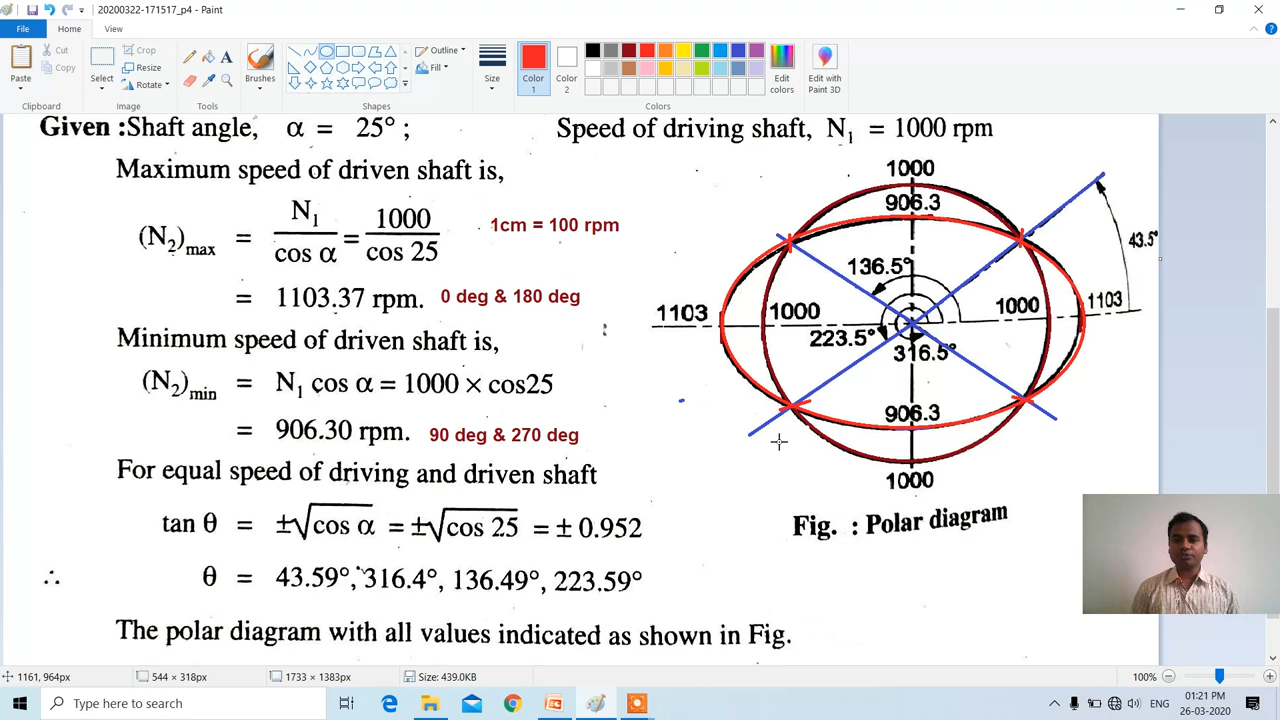 20200322-171517_p4 - Paint
File Home View
Paste
Cut
Copy
Clipboard
Select
Crop
Resize
Rotate
Image
Tools
Brushes
Outline
Fill
Shapes
Size
Color 1
Color 2
Colors
Edit colors
Edit with Paint 3D
Given : Shaft angle, α = 25° ; Speed of driving shaft, N1 = 1000 rpm
Maximum speed of driven shaft is,
(N2)max = N1 / cos α = 1000 / cos 25
1cm = 100 rpm
= 1103.37 rpm. 0 deg & 180 deg
Minimum speed of driven shaft is,
(N2)min = N1 cos α = 1000 × cos25
= 906.30 rpm. 90 deg & 270 deg
For equal speed of driving and driven shaft
tan θ = ±√cos α = ±√cos 25 = ± 0.952
∴ θ = 43.59°, 316.4°, 136.49°, 223.59°
The polar diagram with all values indicated as shown in Fig.
1000
906.3
43.5°
136.5°
1103 1000 1000 1103
223.5°
316.5°
906.3
1000
Fig. : Polar diagram
1161, 964px 544 × 318px 1733 × 1383px Size: 439.0KB 100%
Type here to search
ENG
01:21 PM
26-03-2020